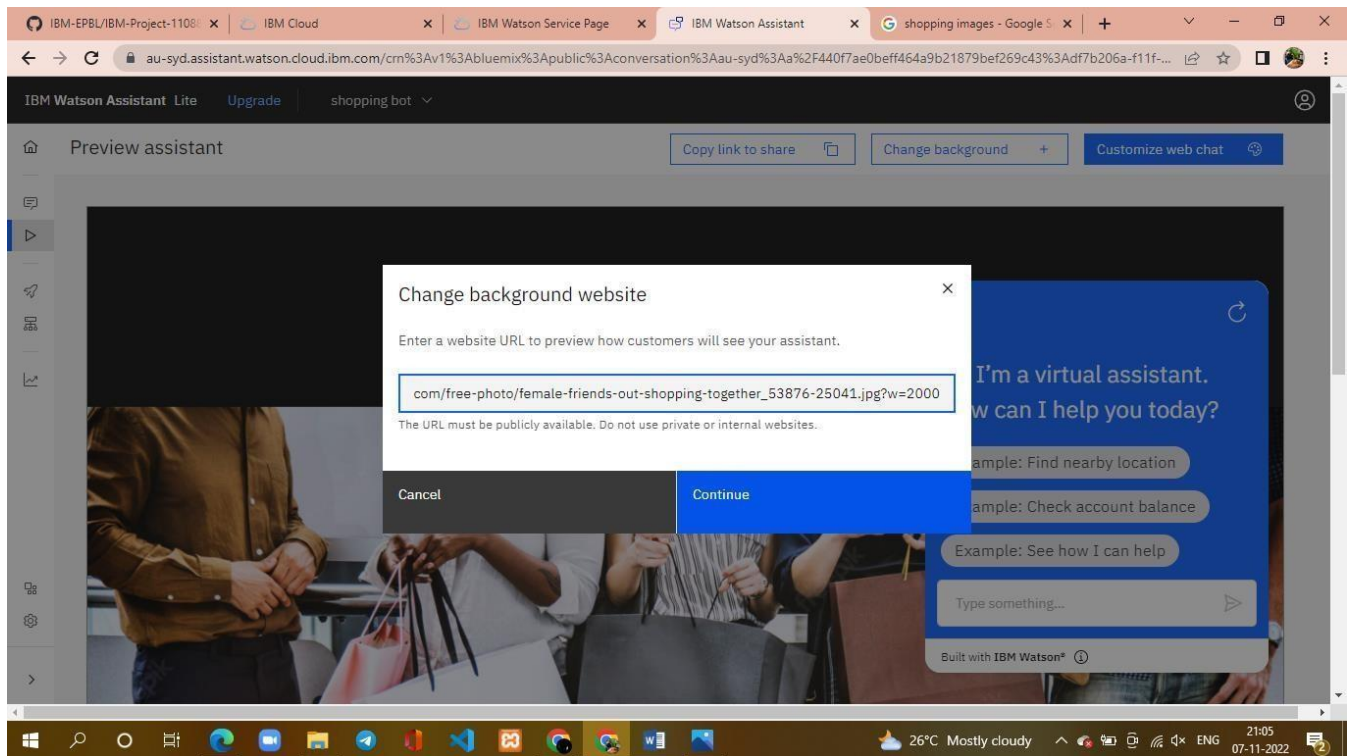 IBM-EPBL/IBM-Project-1108
IBM Cloud
IBM Watson Service Page
IBM Watson Assistant
shopping images - Google S
au-syd.assistant.watson.cloud.ibm.com/crn%3Av1%3Abluemix%3Apublic%3Aconversation%3Aau-syd%3Aa%2F440f7ae0beff464a9b21879bef269c43%3Adf7b206a-f11f-...
IBM Watson Assistant Lite Upgrade shopping bot
Preview assistant
Copy link to share
Change background +
Customize web chat
Change background website
Enter a website URL to preview how customers will see your assistant.
com/free-photo/female-friends-out-shopping-together_53876-25041.jpg?w=2000
The URL must be publicly available. Do not use private or internal websites.
Cancel
Continue
I'm a virtual assistant.
w can I help you today?
ample: Find nearby location
ample: Check account balance
Example: See how I can help
Type something...
Built with IBM Watson®
26°C Mostly cloudy
ENG
21:05
07-11-2022
2